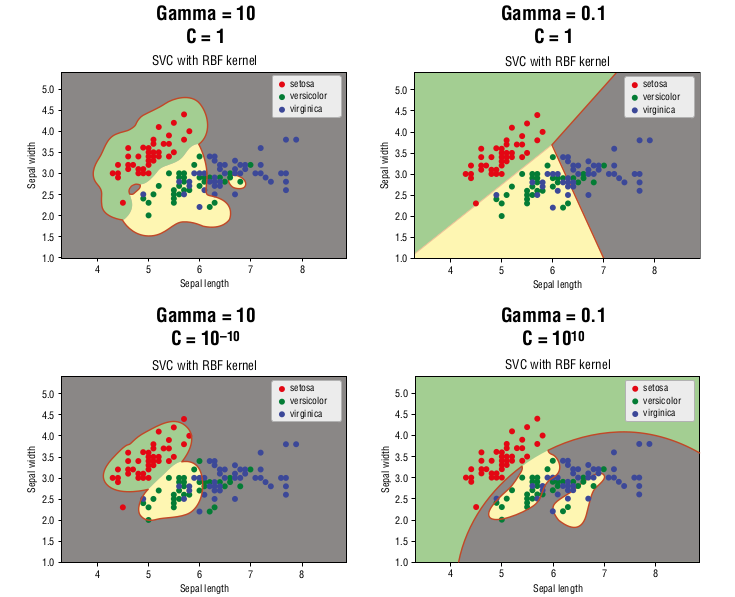 Gamma = 10
C = 1
SVC with RBF kernel
setosa
versicolor
virginica
5.0
4.5
4.0
3.5
3.0
2.5
2.0
1.5
1.0
Sepal width
4 5 6 7 8
Sepal length
Gamma = 0.1
C = 1
SVC with RBF kernel
setosa
versicolor
virginica
5.0
4.5
4.0
3.5
3.0
2.5
2.0
1.5
1.0
Sepal width
4 5 6 7 8
Sepal length
Gamma = 10
C = 10⁻¹⁰
SVC with RBF kernel
setosa
versicolor
virginica
5.0
4.5
4.0
3.5
3.0
2.5
2.0
1.5
1.0
Sepal width
4 5 6 7 8
Sepal length
Gamma = 0.1
C = 10¹⁰
SVC with RBF kernel
setosa
versicolor
virginica
5.0
4.5
4.0
3.5
3.0
2.5
2.0
1.5
1.0
Sepal width
4 5 6 7 8
Sepal length